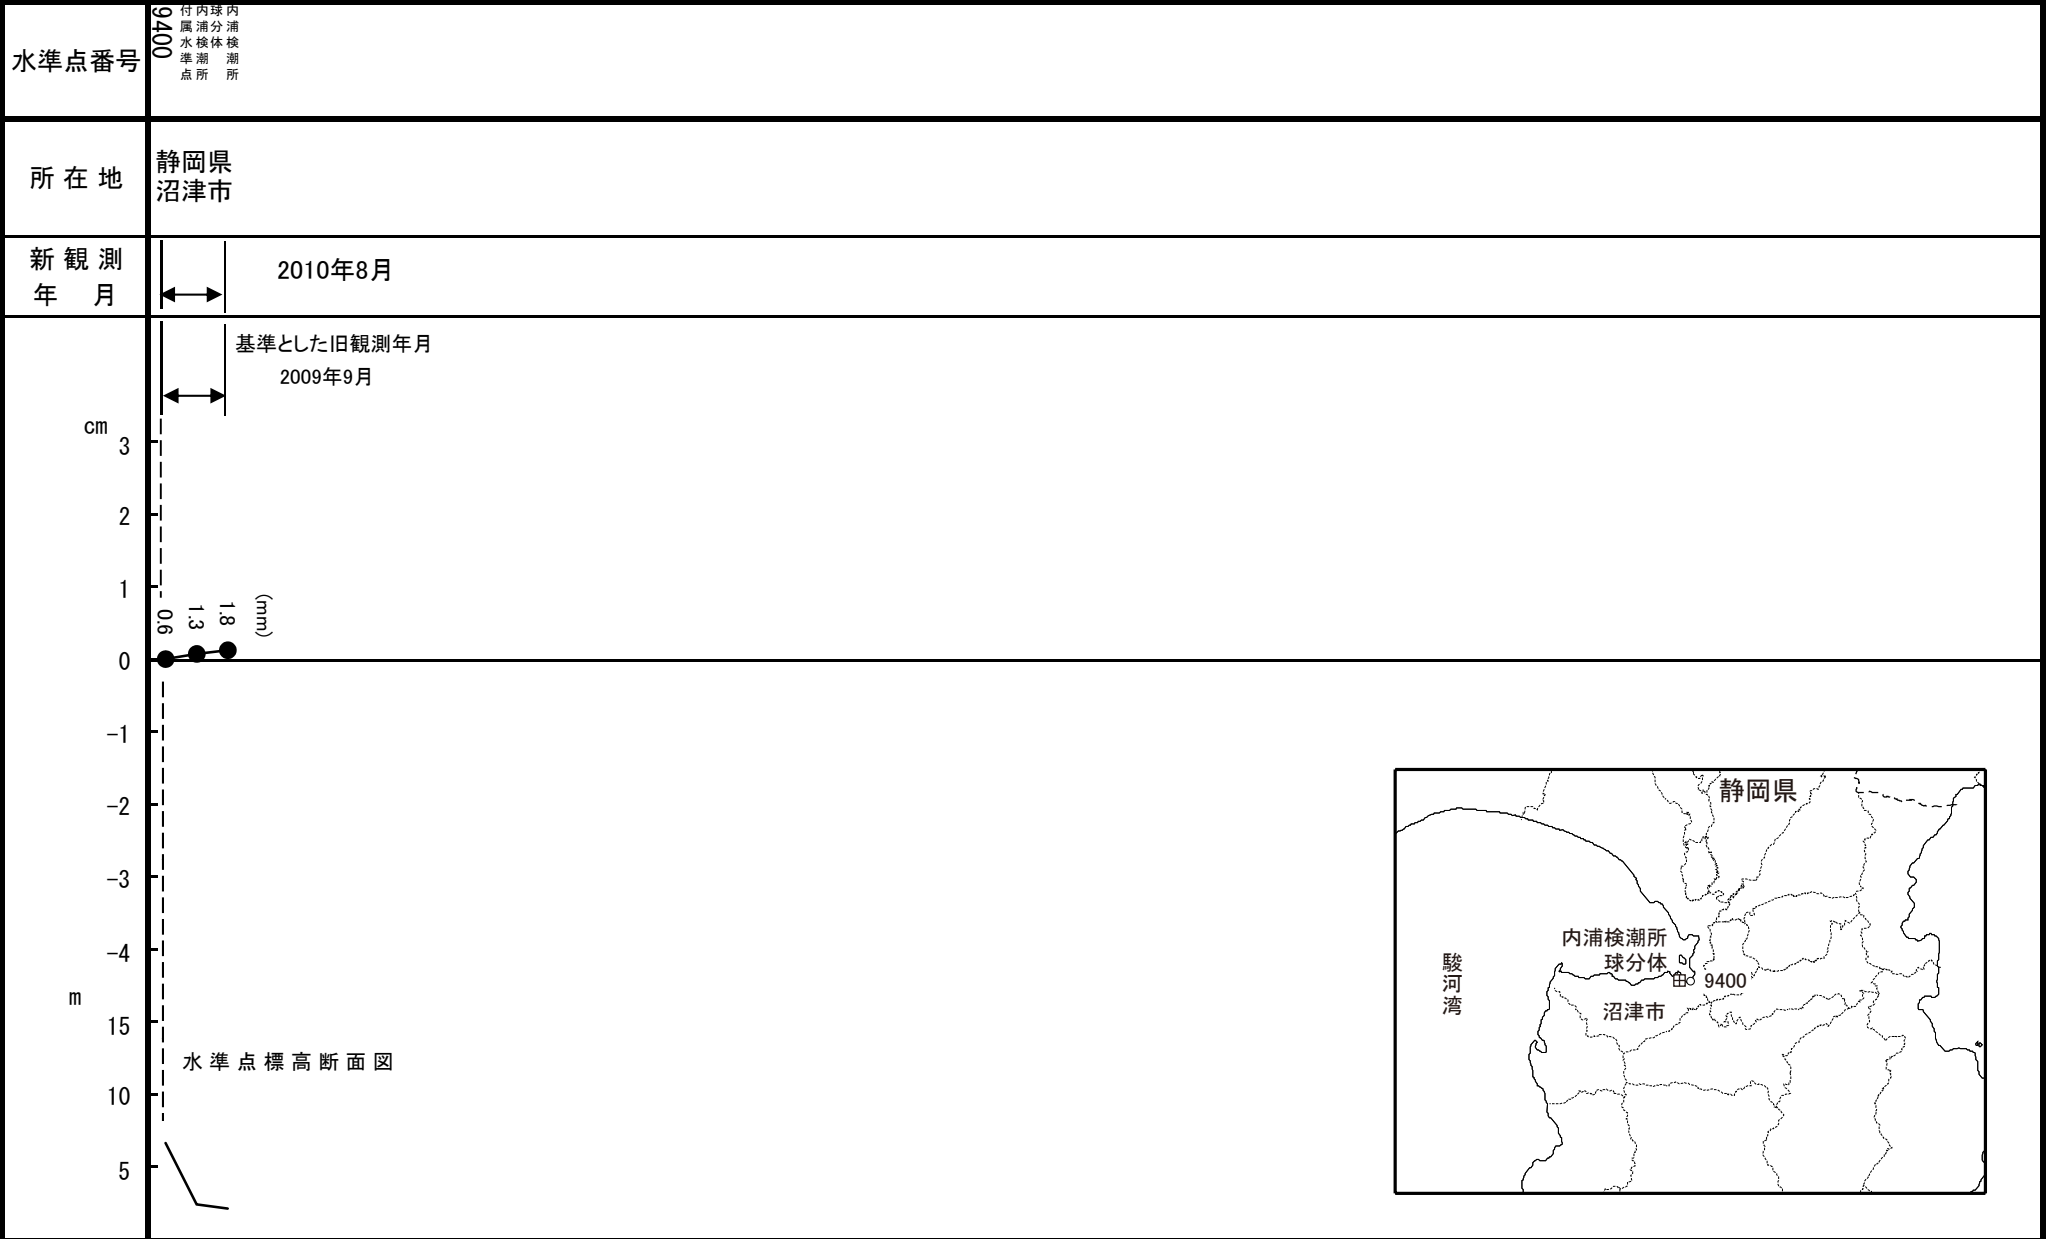 水準点番号
9400
内浦検潮所
付属水準点
内浦検潮所
球分体
所在地
静岡県
沼津市
新観測
年 月
2010年8月
基準とした旧観測年月
2009年9月
cm
3
2
1
0
-1
-2
-3
-4
0.6
1.3
1.8
(mm)
m
15
10
5
水準点標高断面図
静岡県
内浦検潮所
球分体
9400
沼津市
駿河湾